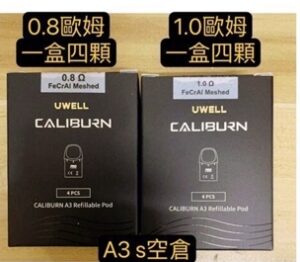 0.8歐姆
一盒四顆
1.0歐姆
一盒四顆
0.8 Ω
FeCrAl Meshed
UWELL
CALIBURN
4 PCS
CALIBURN A3 Refillable Pod
1.0 Ω
FeCrAl Meshed
UWELL
CALIBURN
4 PCS
CALIBURN A3 Refillable Pod
A3 s空倉